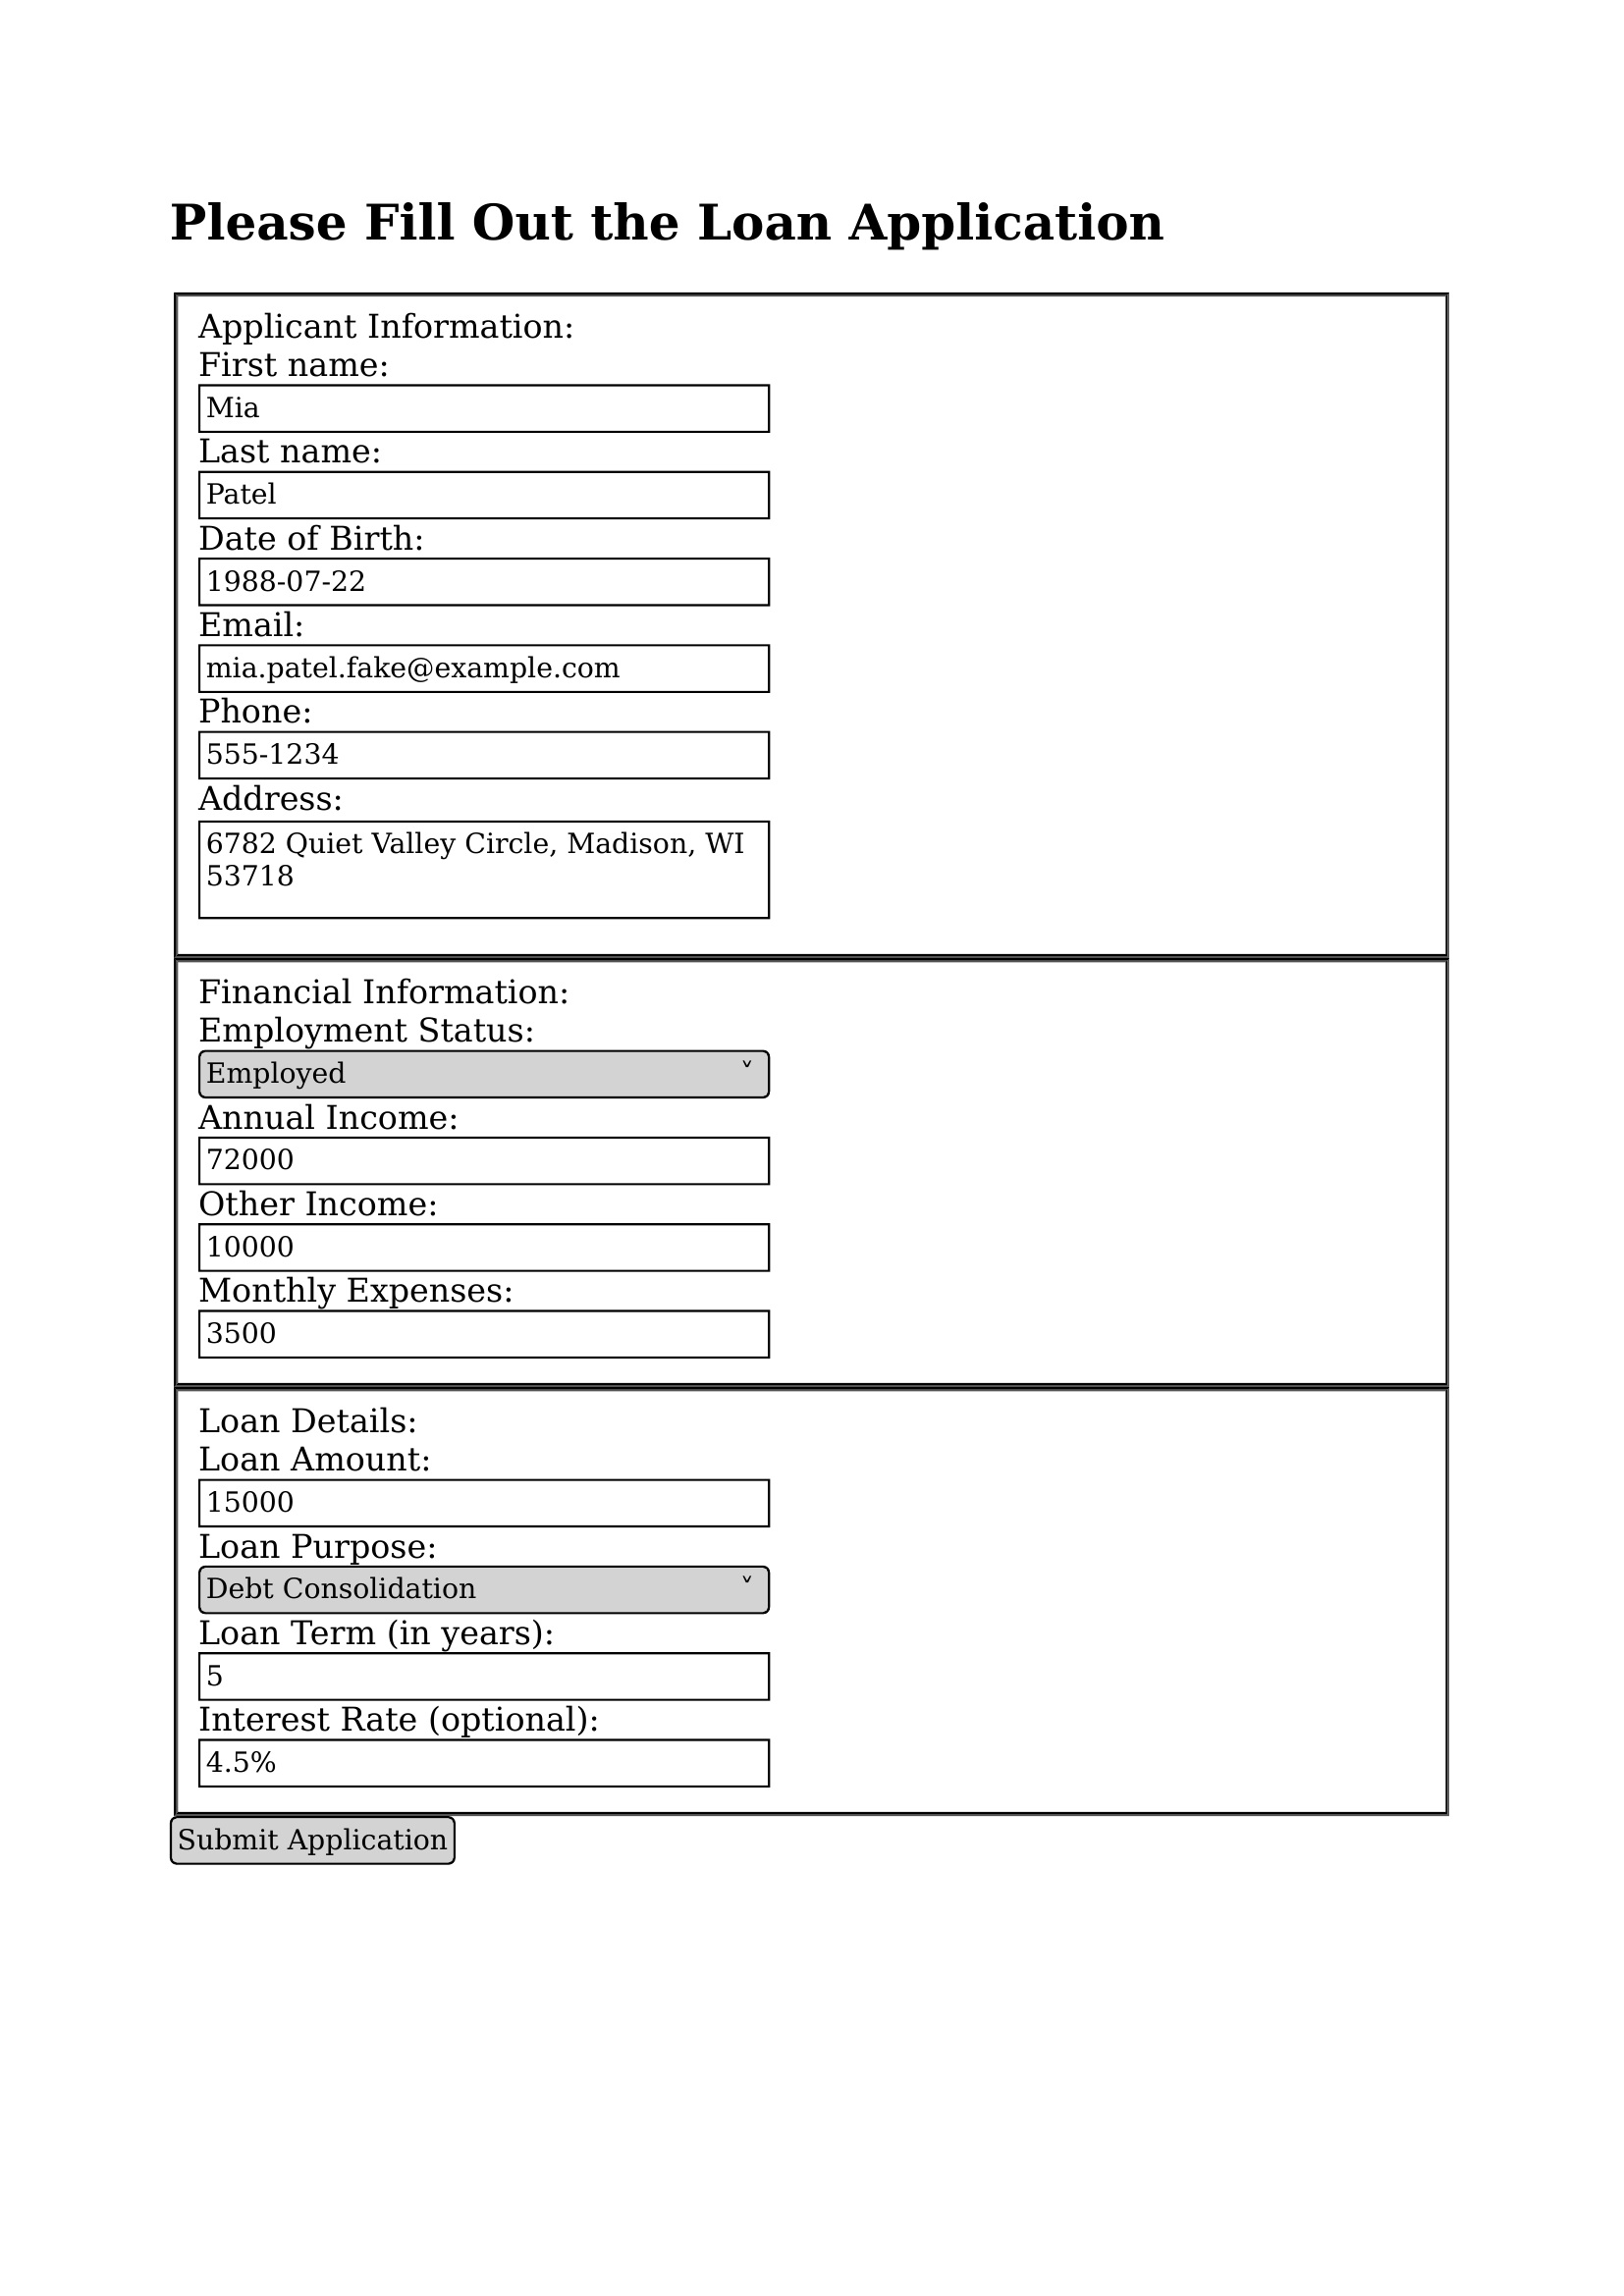 Please Fill Out the Loan Application
Applicant Information:
First name:
Mia
Last name:
Patel
Date of Birth:
1988-07-22
Email:
mia.patel.fake@example.com
Phone:
555-1234
Address:
6782 Quiet Valley Circle, Madison, WI
53718
Financial Information:
Employment Status:
Employed
Annual Income:
72000
Other Income:
10000
Monthly Expenses:
3500
Loan Details:
Loan Amount:
15000
Loan Purpose:
Debt Consolidation
Loan Term (in years):
5
Interest Rate (optional):
4.5%
Submit Application